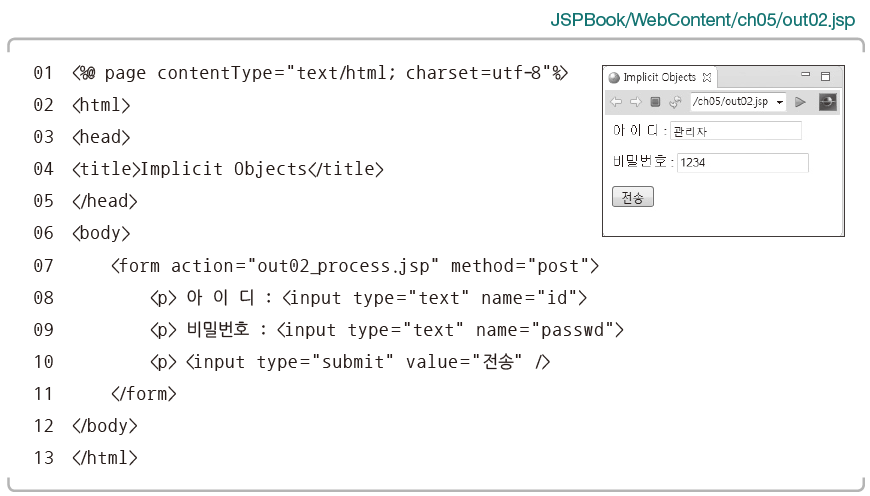 JSPBook/WebContent/ch05/out02.jsp
01 <%@ page contentType="text/html; charset=utf-8"%>
02 <html>
03 <head>
04 <title>Implicit Objects</title>
05 </head>
06 <body>
07 <form action="out02_process.jsp" method="post">
08 <p> 아 이 디 : <input type="text" name="id">
09 <p> 비밀번호 : <input type="text" name="passwd">
10 <p> <input type="submit" value="전송" />
11 </form>
12 </body>
13 </html>
Implicit Objects
/ch05/out02.jsp
아 이 디 : 관리자
비밀번호 : 1234
전송